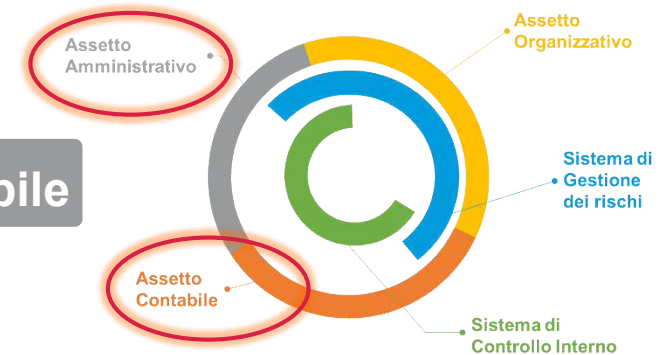 Assetto
Organizzativo
Assetto
Amministrativo
Sistema di
Gestione
dei rischi
bile
Assetto
Contabile
Sistema di
Controllo Interno